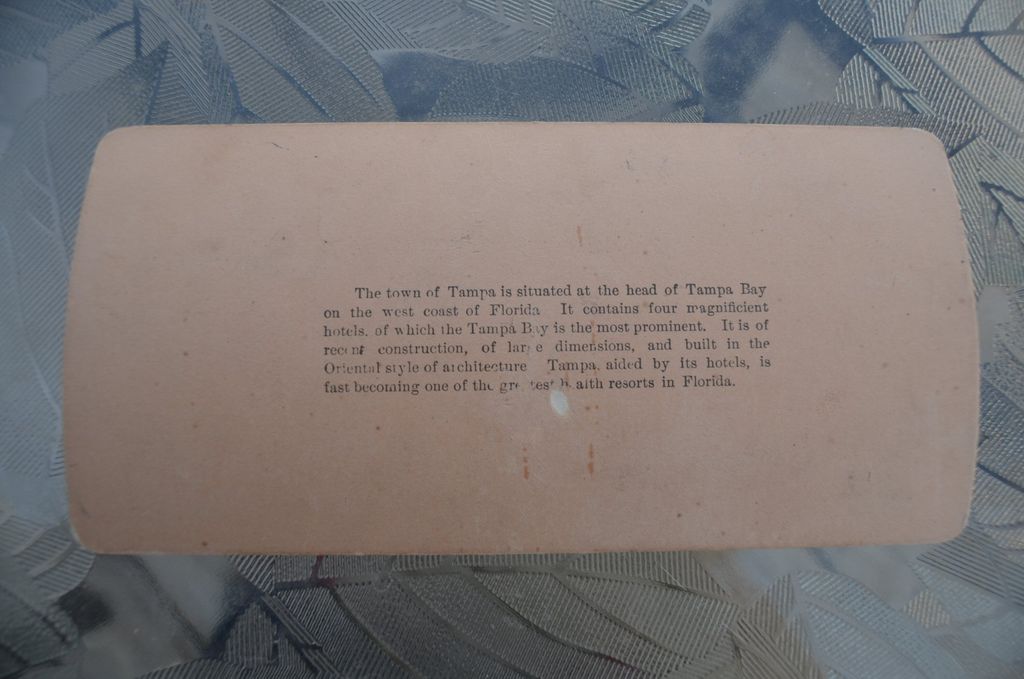 The town of Tampa is situated at the head of Tampa Bay
on the west coast of Florida It contains four magnificient
hotels, of which the Tampa Bay is the most prominent. It is of
recent construction, of large dimensions, and built in the
Oriental style of architecture Tampa, aided by its hotels, is
fast becoming one of the greatest health resorts in Florida.